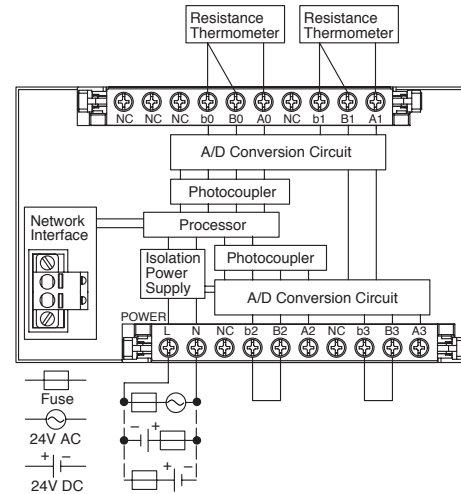 Resistance
Thermometer
Resistance
Thermometer
NC NC NC b0 B0 A0 NC b1 B1 A1
A/D Conversion Circuit
Photocoupler
Network
Interface
Processor
Isolation
Power
Supply
Photocoupler
A/D Conversion Circuit
POWER
L N NC b2 B2 A2 NC b3 B3 A3
Fuse
24V AC
+ −
24V DC
− +
+ −